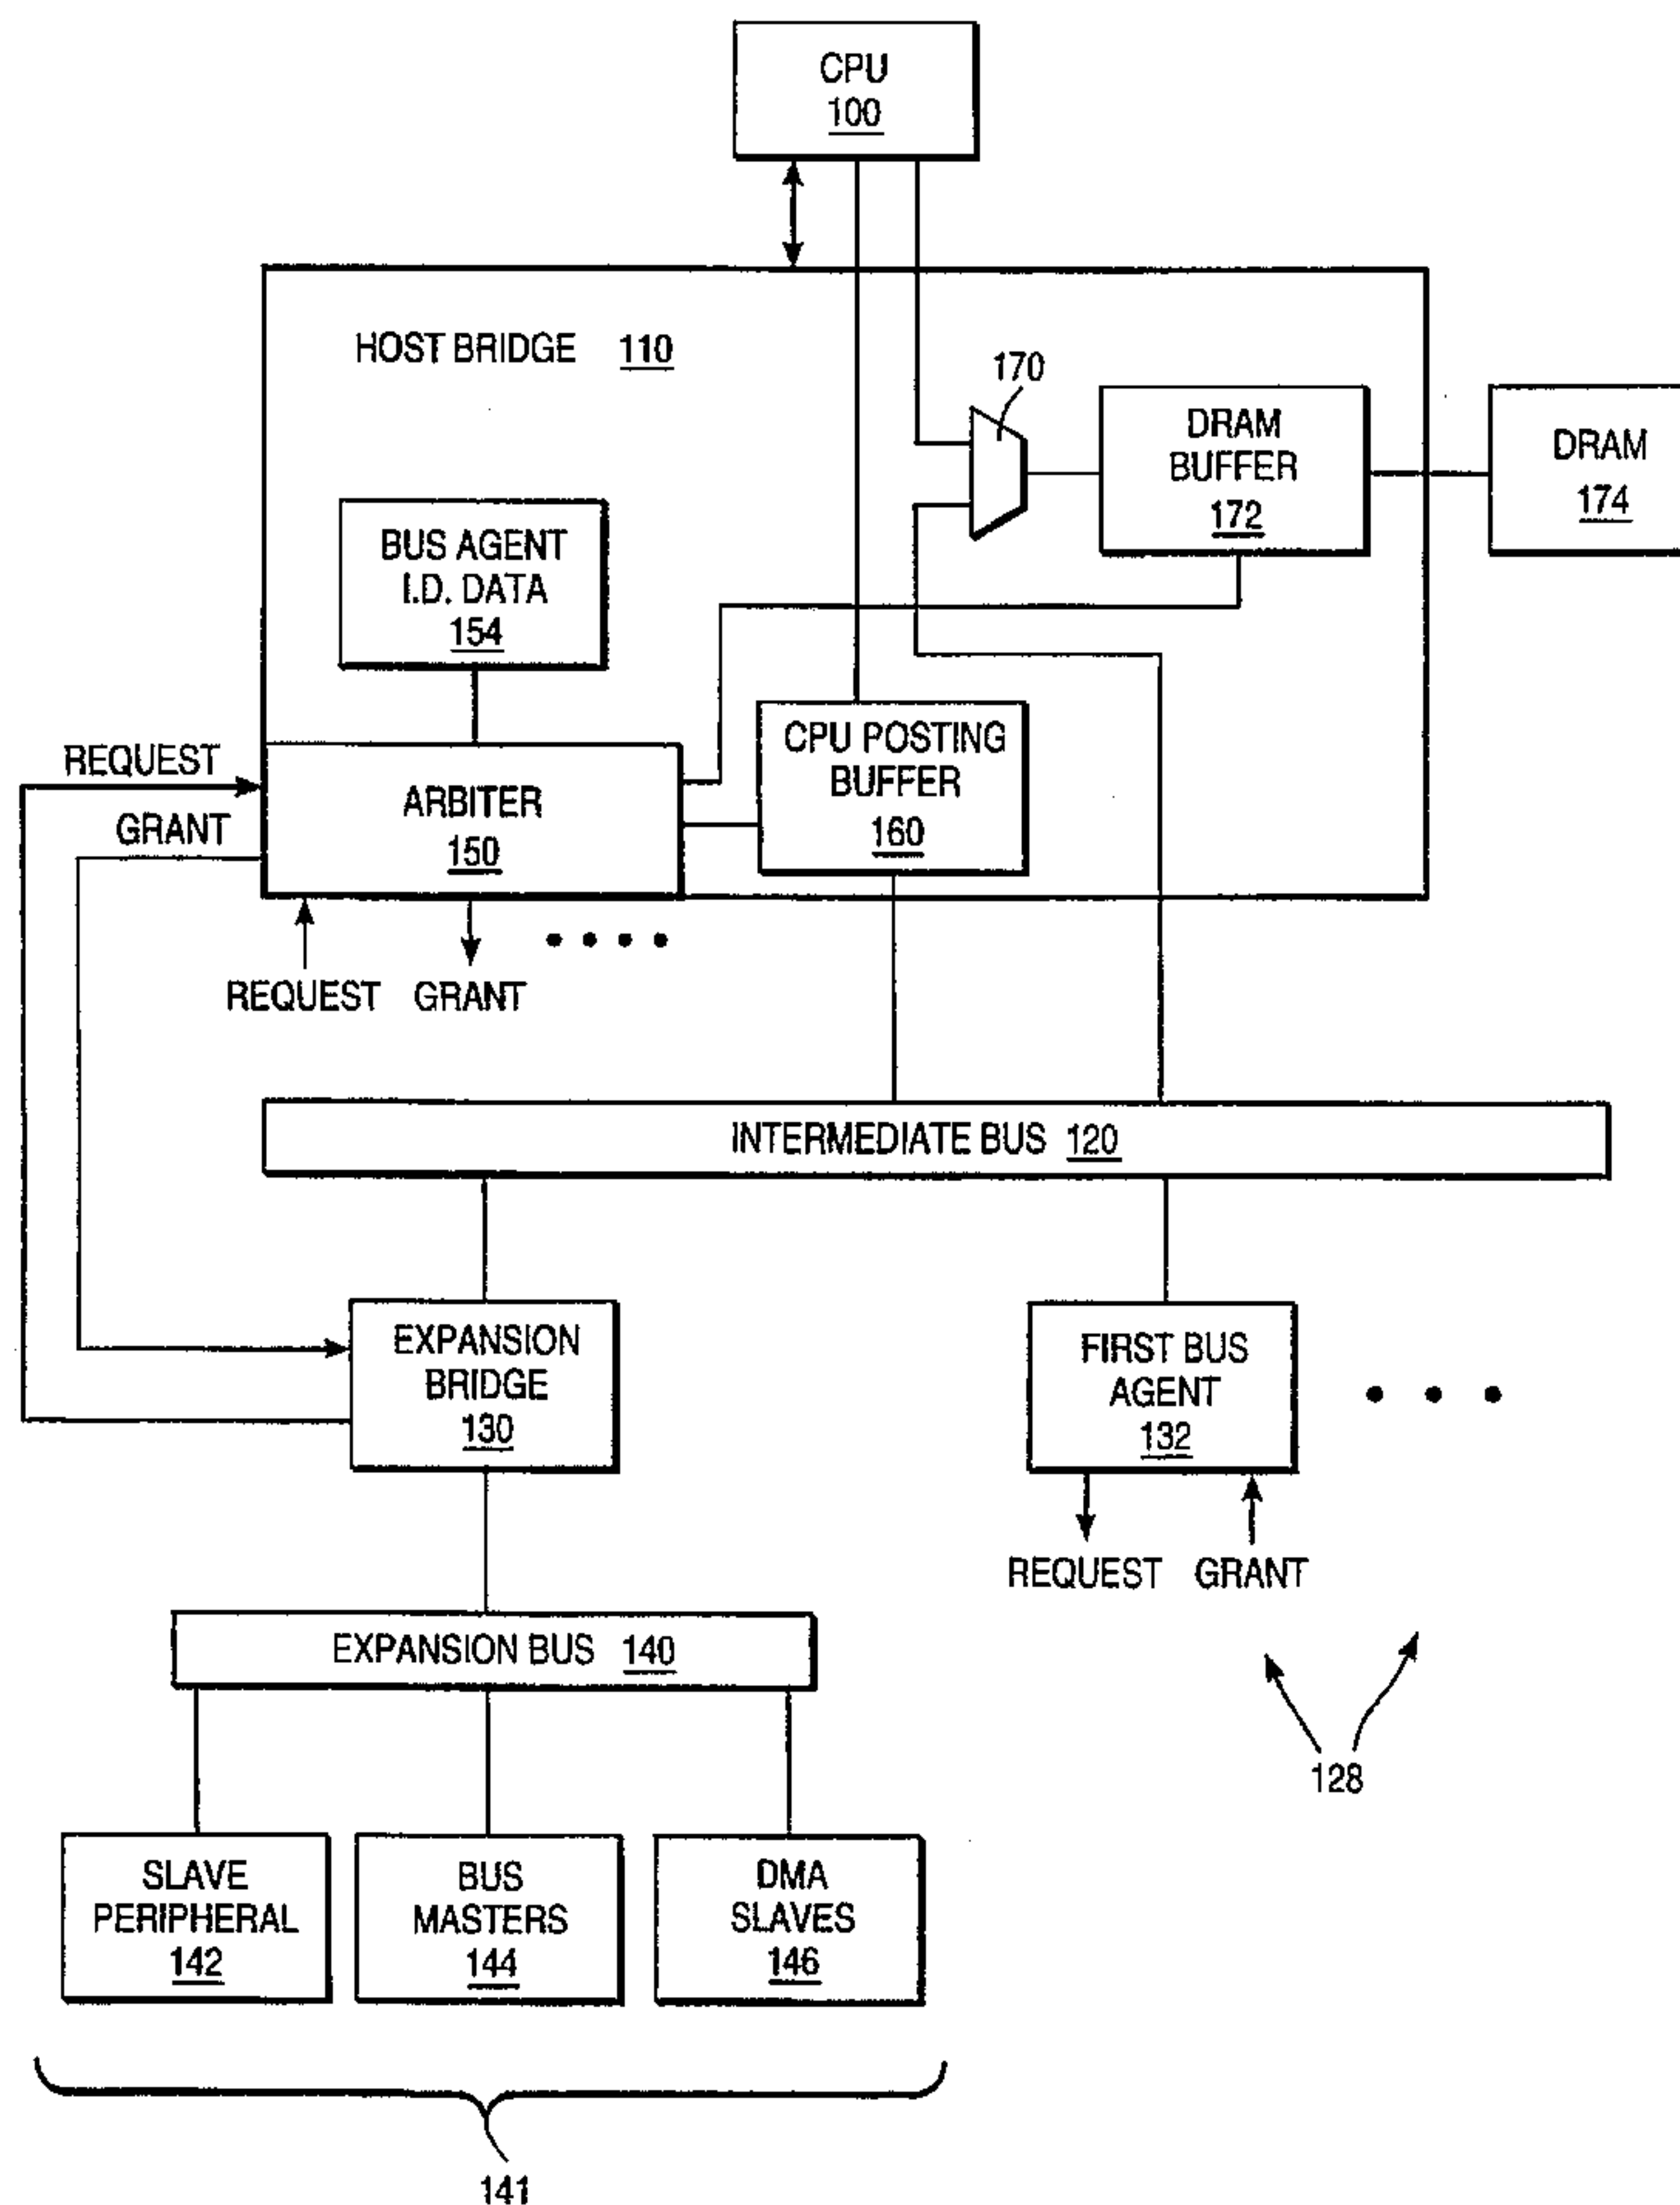 CPU
100
HOST BRIDGE 110
170
DRAM
BUFFER
172
DRAM
174
BUS AGENT
I.D. DATA
154
REQUEST
GRANT
ARBITER
150
CPU POSTING
BUFFER
160
REQUEST GRANT
INTERMEDIATE BUS 120
EXPANSION
BRIDGE
130
FIRST BUS
AGENT
132
REQUEST GRANT
EXPANSION BUS 140
128
SLAVE
PERIPHERAL
142
BUS
MASTERS
144
DMA
SLAVES
146
141